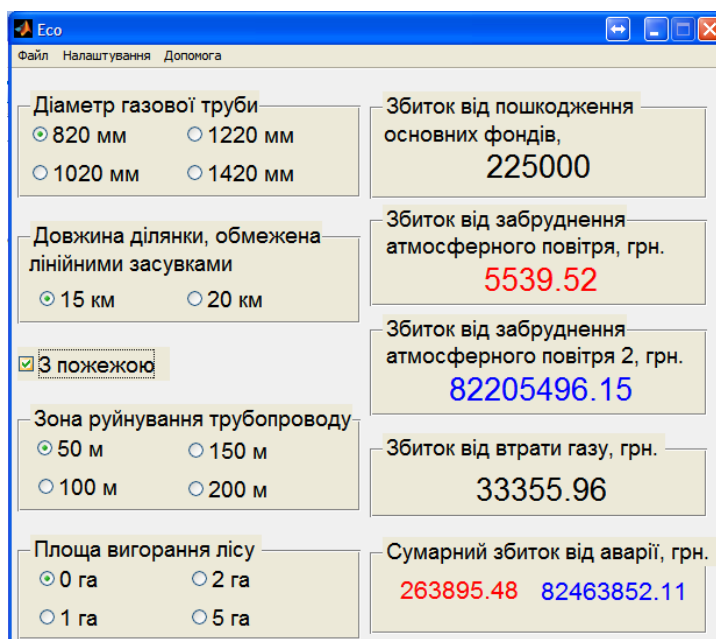 Eco
Файл Налаштування Допомога
Діаметр газової труби
820 мм 1220 мм
1020 мм 1420 мм
Довжина ділянки, обмежена
лінійними засувками
15 км 20 км
З пожежою
Зона руйнування трубопроводу
50 м 150 м
100 м 200 м
Площа вигорання лісу
0 га 2 га
1 га 5 га
Збиток від пошкодження
основних фондів,
225000
Збиток від забруднення
атмосферного повітря, грн.
5539.52
Збиток від забруднення
атмосферного повітря 2, грн.
82205496.15
Збиток від втрати газу, грн.
33355.96
Сумарний збиток від аварії, грн.
263895.48 82463852.11